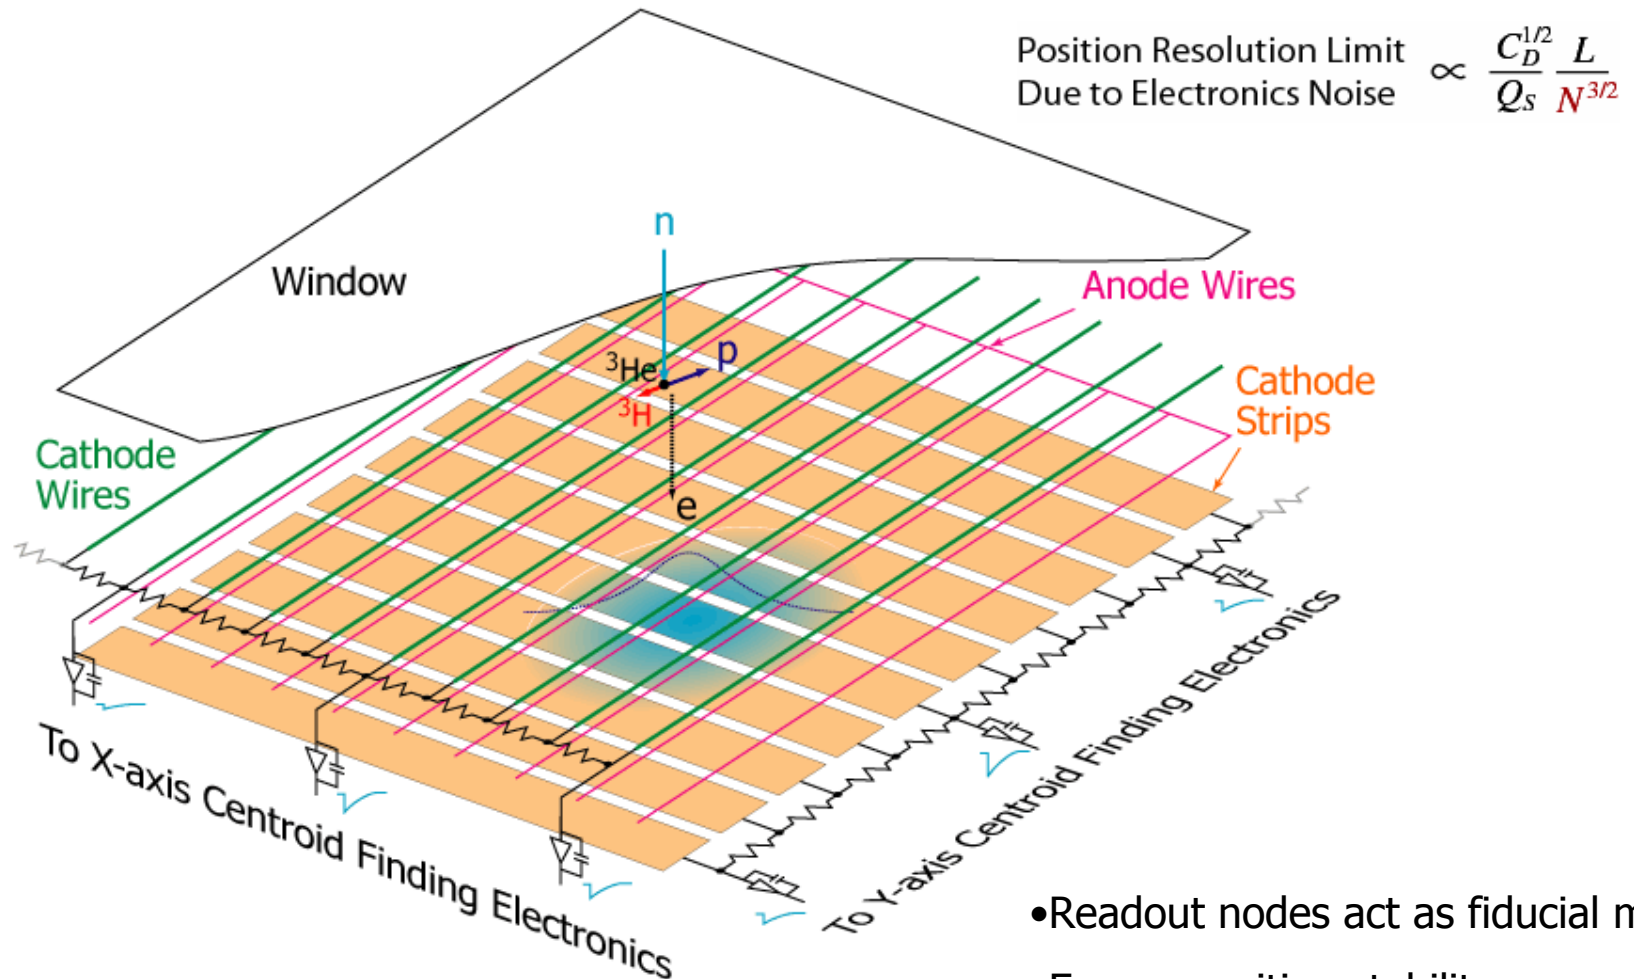 Position Resolution Limit
Due to Electronics Noise ∝ C_D^{1/2} / Q_S L / N^{3/2}
n
Window
Anode Wires
³He
p
³H
Cathode
Strips
Cathode
Wires
e
To X-axis Centroid Finding Electronics
To Y-axis Centroid Finding Electronics
•Readout nodes act as fiducial